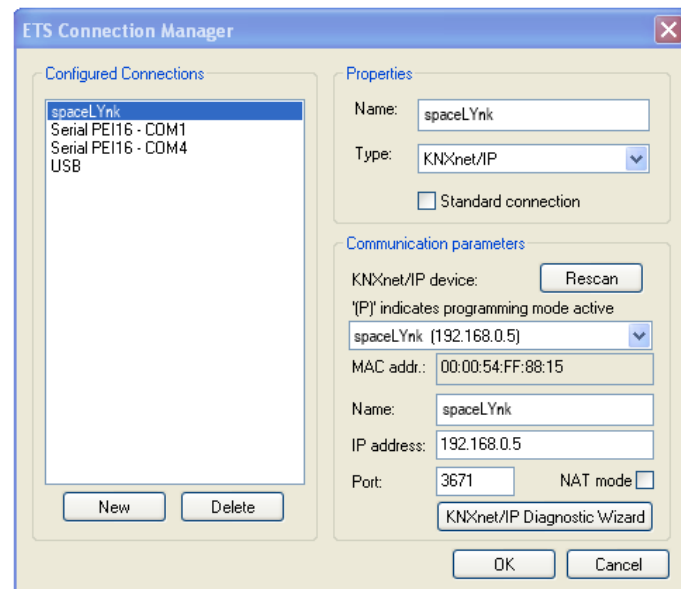 ETS Connection Manager
Configured Connections
spaceLYnk
Serial PEI16 - COM1
Serial PEI16 - COM4
USB
New
Delete
Properties
Name:
spaceLYnk
Type:
KNXnet/IP
Standard connection
Communication parameters
KNXnet/IP device:
Rescan
'(P)' indicates programming mode active
spaceLYnk (192.168.0.5)
MAC addr.:
00:00:54:FF:88:15
Name:
spaceLYnk
IP address:
192.168.0.5
Port:
3671
NAT mode
KNXnet/IP Diagnostic Wizard
OK
Cancel